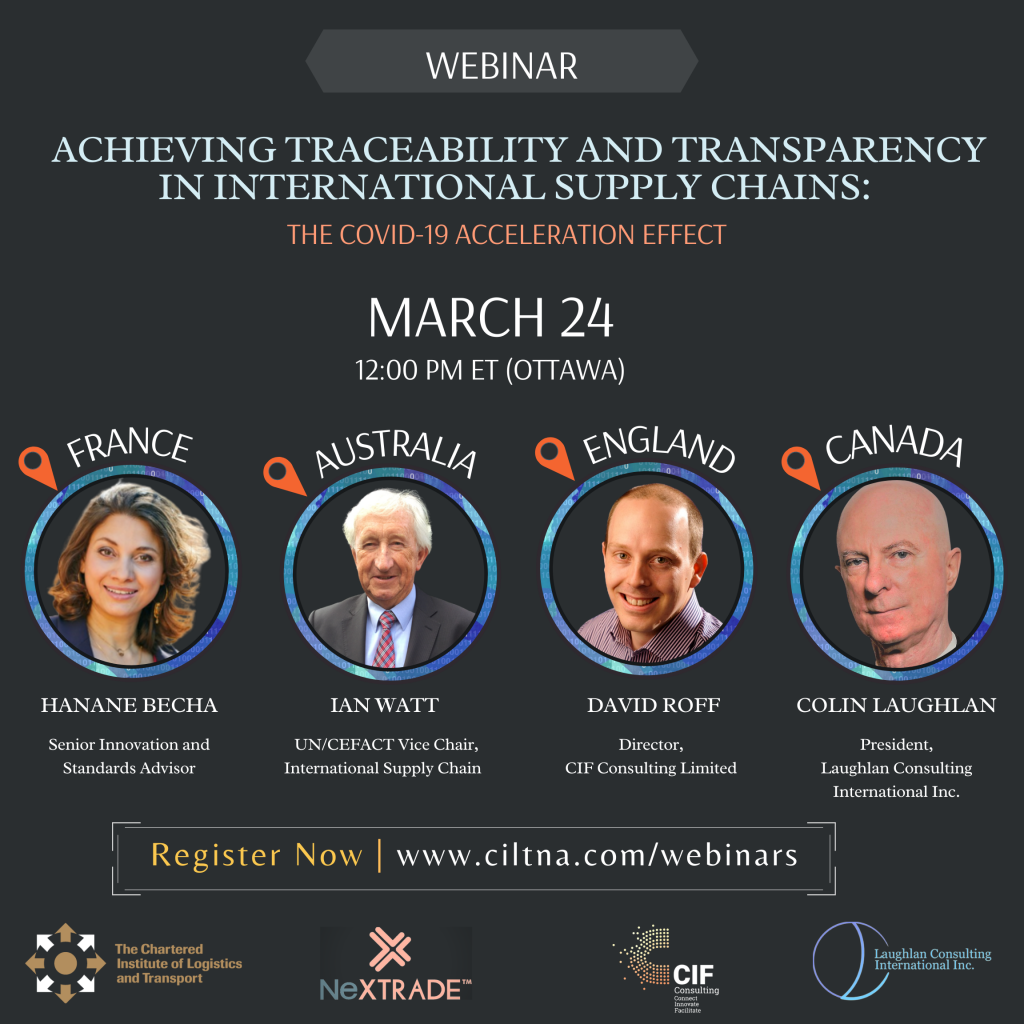 WEBINAR
ACHIEVING TRACEABILITY AND TRANSPARENCY
IN INTERNATIONAL SUPPLY CHAINS:
THE COVID-19 ACCELERATION EFFECT
MARCH 24
12:00 PM ET (OTTAWA)
FRANCE
AUSTRALIA
ENGLAND
CANADA
HANANE BECHA
Senior Innovation and
Standards Advisor
IAN WATT
UN/CEFACT Vice Chair,
International Supply Chain
DAVID ROFF
Director,
CIF Consulting Limited
COLIN LAUGHLAN
President,
Laughlan Consulting
International Inc.
Register Now | www.ciltna.com/webinars
The Chartered
Institute of Logistics
and Transport
NeXTRADE™
CIF
Consulting
Connect
Innovate
Facilitate
Laughlan Consulting
International Inc.